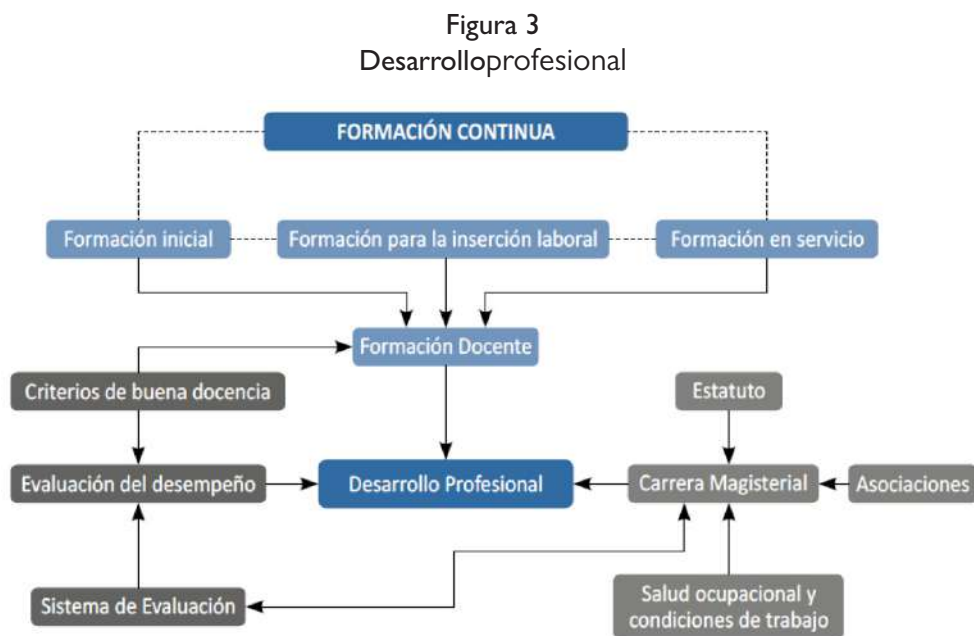 Figura 3
Desarrolloprofesional
FORMACIÓN CONTINUA
Formación inicial
Formación para la inserción laboral
Formación en servicio
Formación Docente
Criterios de buena docencia
Estatuto
Evaluación del desempeño
Desarrollo Profesional
Carrera Magisterial
Asociaciones
Sistema de Evaluación
Salud ocupacional y
condiciones de trabajo